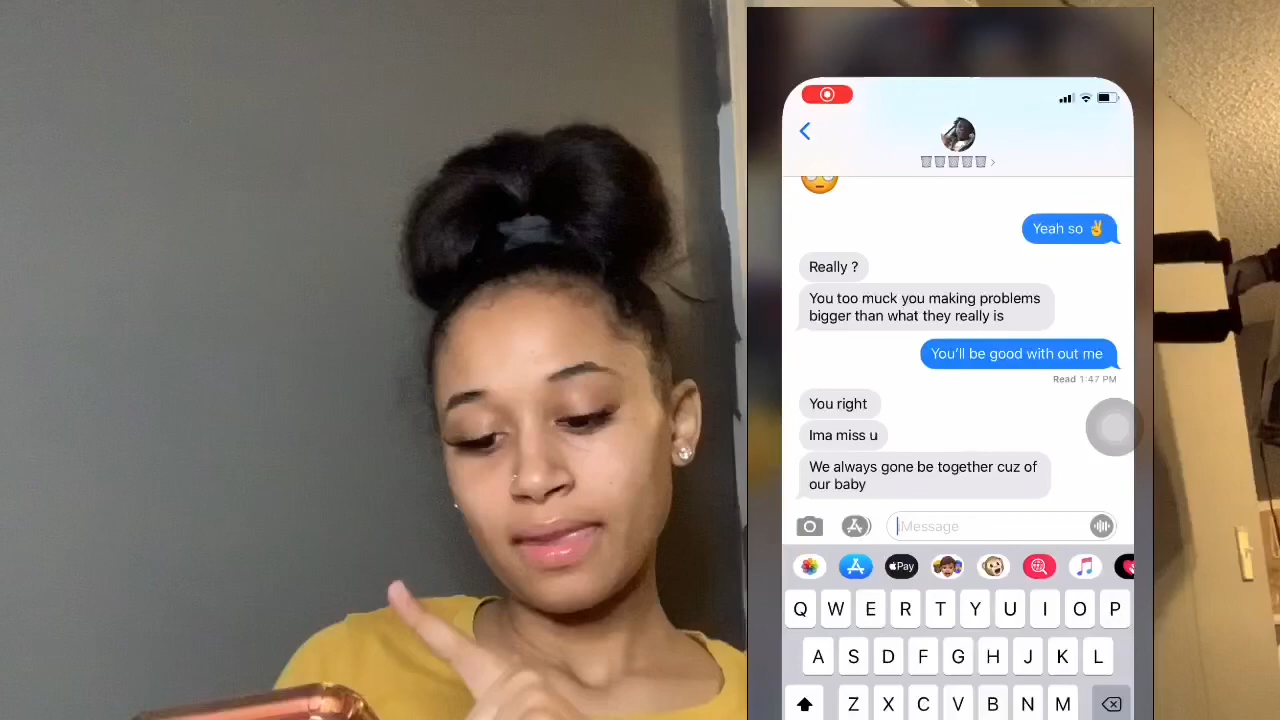 Yeah so ✌️
Really ?
You too muck you making problems
bigger than what they really is
You'll be good with out me
Read 1:47 PM
You right
Ima miss u
We always gone be together cuz of
our baby
iMessage
Pay
Q W E R T Y U I O P
A S D F G H J K L
Z X C V B N M